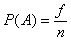 P(A) = f/n